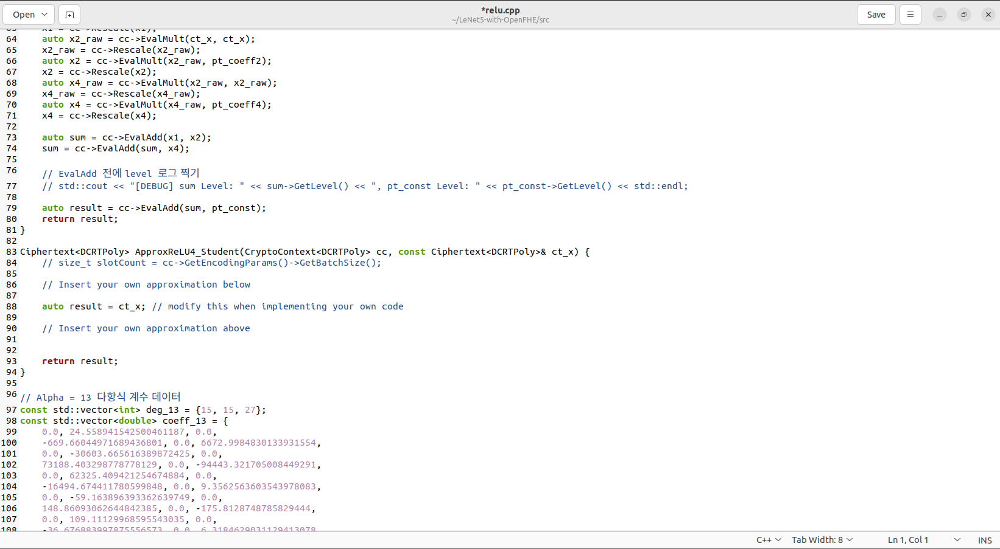 Open
*relu.cpp
~/LeNet5-with-OpenFHE/src
Save
64 auto x2_raw = cc->EvalMult(ct_x, ct_x);
65 x2_raw = cc->Rescale(x2_raw);
66 auto x2 = cc->EvalMult(x2_raw, pt_coeff2);
67 x2 = cc->Rescale(x2);
68 auto x4_raw = cc->EvalMult(x2_raw, x2_raw);
69 x4_raw = cc->Rescale(x4_raw);
70 auto x4 = cc->EvalMult(x4_raw, pt_coeff4);
71 x4 = cc->Rescale(x4);
72
73 auto sum = cc->EvalAdd(x1, x2);
74 sum = cc->EvalAdd(sum, x4);
75
76 // EvalAdd 전에 level 로그 찍기
77 // std::cout << "[DEBUG] sum Level: " << sum->GetLevel() << ", pt_const Level: " << pt_const->GetLevel() << std::endl;
78
79 auto result = cc->EvalAdd(sum, pt_const);
80 return result;
81 }
82
83 Ciphertext<DCRTPoly> ApproxReLU4_Student(CryptoContext<DCRTPoly> cc, const Ciphertext<DCRTPoly>& ct_x) {
84 // size_t slotCount = cc->GetEncodingParams()->GetBatchSize();
85
86 // Insert your own approximation below
87
88 auto result = ct_x; // modify this when implementing your own code
89
90 // Insert your own approximation above
91
92
93 return result;
94 }
95
96 // Alpha = 13 다항식 계수 데이터
97 const std::vector<int> deg_13 = {15, 15, 27};
98 const std::vector<double> coeff_13 = {
99 0.0, 24.558941542500461187, 0.0,
100 -669.66044971689436801, 0.0, 6672.9984830133931554,
101 0.0, -30603.665616389872425, 0.0,
102 73188.403298778778129, 0.0, -94443.321705008449291,
103 0.0, 62325.409421254674884, 0.0,
104 -16494.674411780599848, 0.0, 9.3562563603543978083,
105 0.0, -59.163896393362639749, 0.0,
106 148.86093062644842385, 0.0, -175.8128748785829444,
107 0.0, 109.11129968595543035, 0.0,
108 -36.676883997875556573, 0.0, 6.3184629031129413078
C++ Tab Width: 8 Ln 1, Col 1 INS